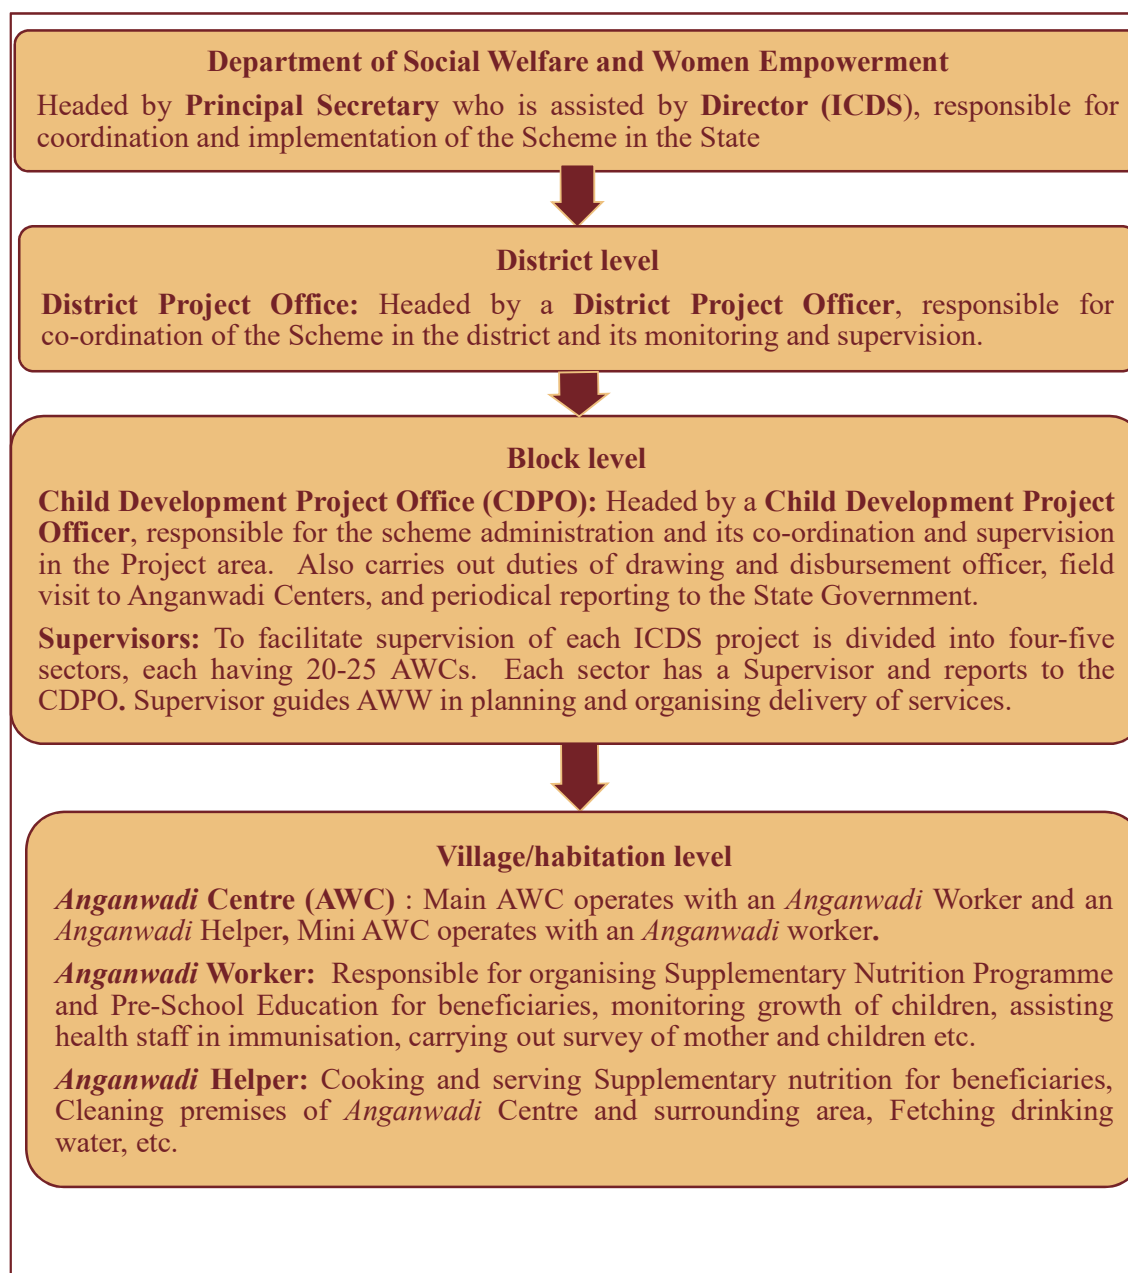 Department of Social Welfare and Women Empowerment
Headed by Principal Secretary who is assisted by Director (ICDS), responsible for
coordination and implementation of the Scheme in the State
District level
District Project Office: Headed by a District Project Officer, responsible for
co-ordination of the Scheme in the district and its monitoring and supervision.
Block level
Child Development Project Office (CDPO): Headed by a Child Development Project
Officer, responsible for the scheme administration and its co-ordination and supervision
in the Project area. Also carries out duties of drawing and disbursement officer, field
visit to Anganwadi Centers, and periodical reporting to the State Government.
Supervisors: To facilitate supervision of each ICDS project is divided into four-five
sectors, each having 20-25 AWCs. Each sector has a Supervisor and reports to the
CDPO. Supervisor guides AWW in planning and organising delivery of services.
Village/habitation level
Anganwadi Centre (AWC) : Main AWC operates with an Anganwadi Worker and an
Anganwadi Helper, Mini AWC operates with an Anganwadi worker.
Anganwadi Worker: Responsible for organising Supplementary Nutrition Programme
and Pre-School Education for beneficiaries, monitoring growth of children, assisting
health staff in immunisation, carrying out survey of mother and children etc.
Anganwadi Helper: Cooking and serving Supplementary nutrition for beneficiaries,
Cleaning premises of Anganwadi Centre and surrounding area, Fetching drinking
water, etc.